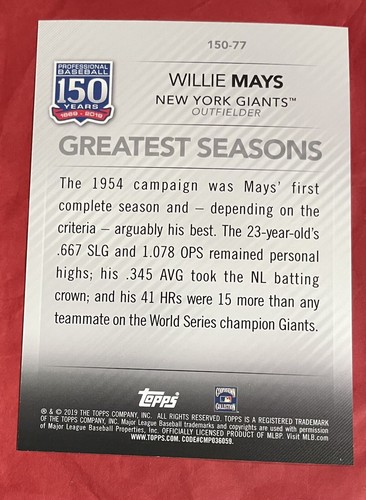 150-77
PROFESSIONAL
BASEBALL
150
YEARS
1869-2019
WILLIE MAYS
NEW YORK GIANTS™
OUTFIELDER
GREATEST SEASONS
The 1954 campaign was Mays' first
complete season and – depending on the
criteria – arguably his best. The 23-year-old's
.667 SLG and 1.078 OPS remained personal
highs; his .345 AVG took the NL batting
crown; and his 41 HRs were 15 more than any
teammate on the World Series champion Giants.
Topps
COOPERSTOWN
COLLECTION
® & © 2019 THE TOPPS COMPANY, INC. ALL RIGHTS RESERVED. TOPPS IS A REGISTERED TRADEMARK
OF THE TOPPS COMPANY, INC. Major League Baseball trademarks and copyrights are used with permission
of Major League Baseball Properties, Inc. OFFICIALLY LICENSED PRODUCT OF MLBP. Visit MLB.com
WWW.TOPPS.COM. CODE#CMP036059.